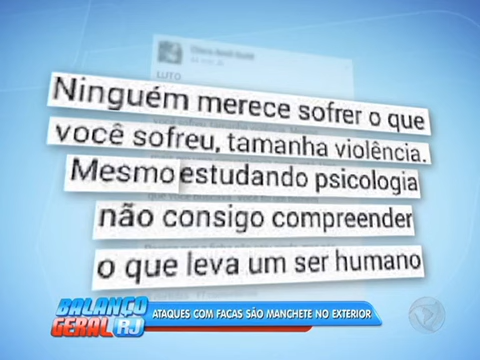 LUTO
Ninguém merece sofrer o que
você sofreu, tamanha violência.
Mesmo estudando psicologia
não consigo compreender
o que leva um ser humano
BALANÇO
GERAL RJ
ATAQUES COM FACAS SÃO MANCHETE NO EXTERIOR